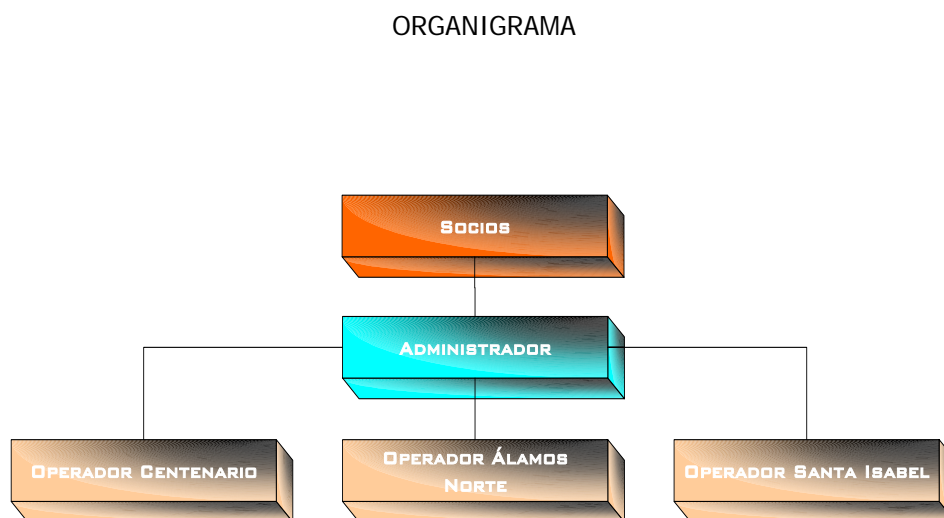 ORGANIGRAMA
Socios
Administrador
Operador Centenario
Operador Álamos
Norte
Operador Santa Isabel